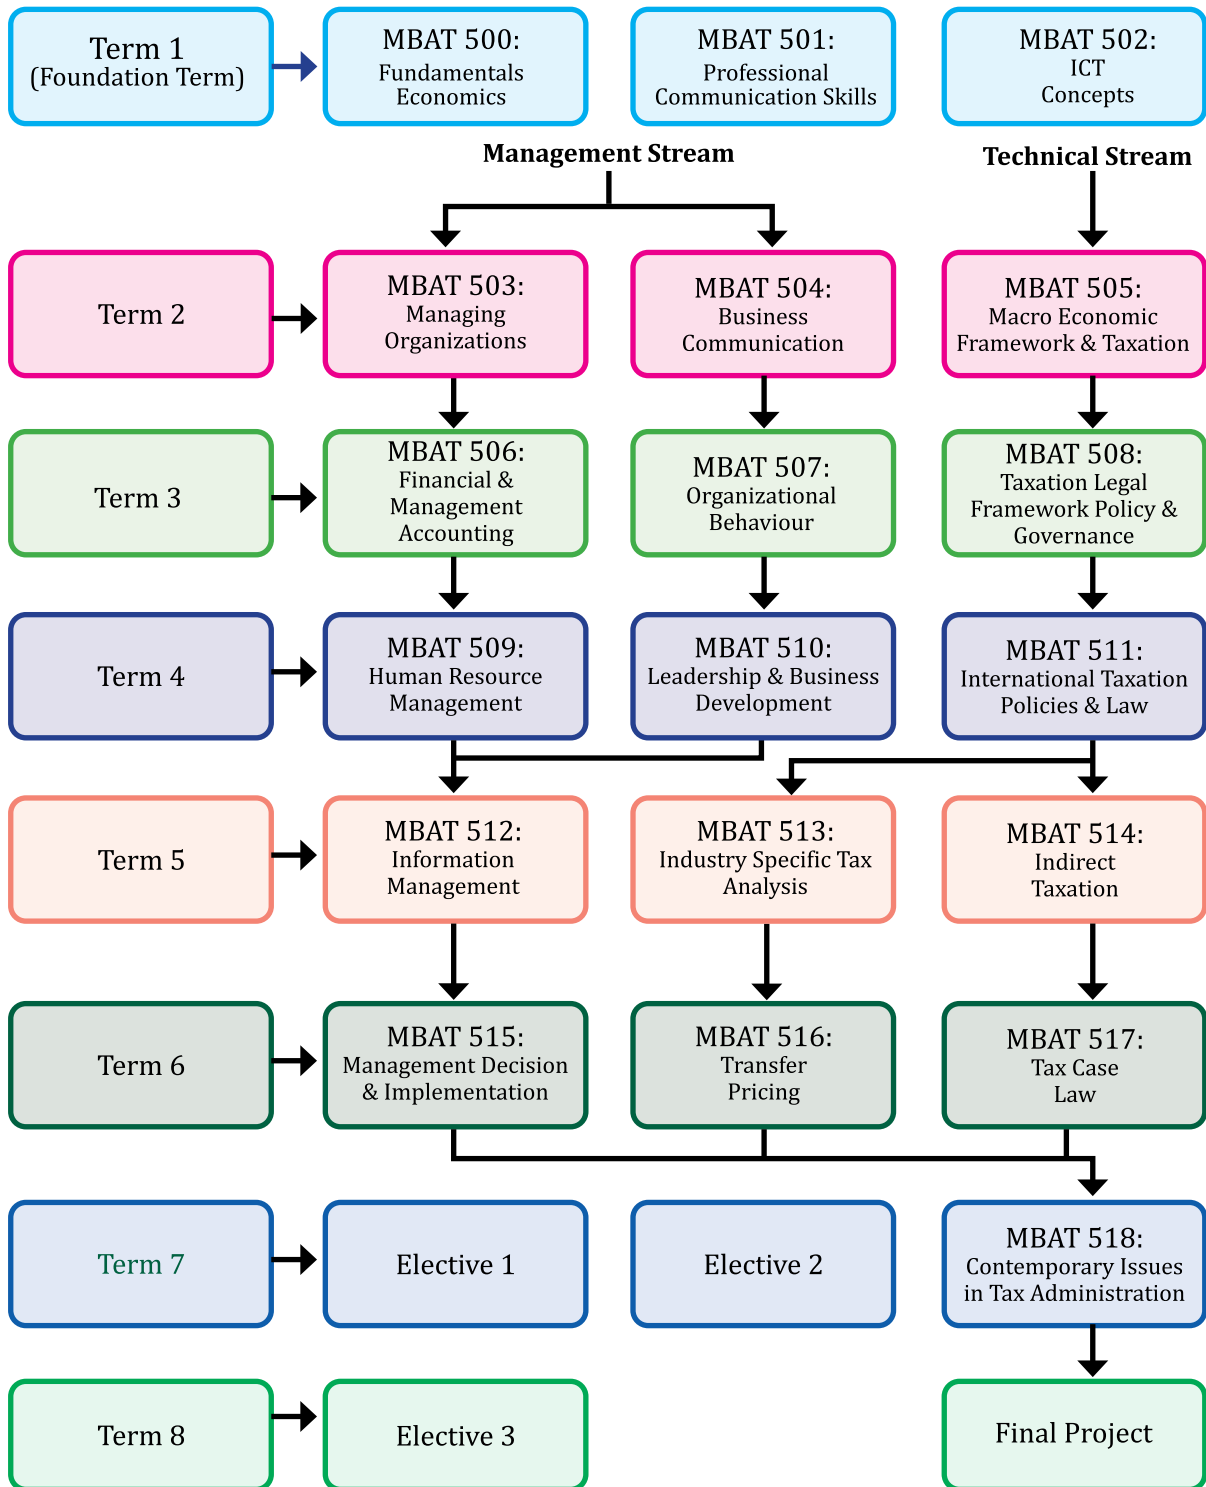 Term 1
(Foundation Term)
MBAT 500:
Fundamentals
Economics
MBAT 501:
Professional
Communication Skills
MBAT 502:
ICT
Concepts
Management Stream
Technical Stream
Term 2
MBAT 503:
Managing
Organizations
MBAT 504:
Business
Communication
MBAT 505:
Macro Economic
Framework & Taxation
Term 3
MBAT 506:
Financial &
Management
Accounting
MBAT 507:
Organizational
Behaviour
MBAT 508:
Taxation Legal
Framework Policy &
Governance
Term 4
MBAT 509:
Human Resource
Management
MBAT 510:
Leadership & Business
Development
MBAT 511:
International Taxation
Policies & Law
Term 5
MBAT 512:
Information
Management
MBAT 513:
Industry Specific Tax
Analysis
MBAT 514:
Indirect
Taxation
Term 6
MBAT 515:
Management Decision
& Implementation
MBAT 516:
Transfer
Pricing
MBAT 517:
Tax Case
Law
Term 7
Elective 1
Elective 2
MBAT 518:
Contemporary Issues
in Tax Administration
Term 8
Elective 3
Final Project